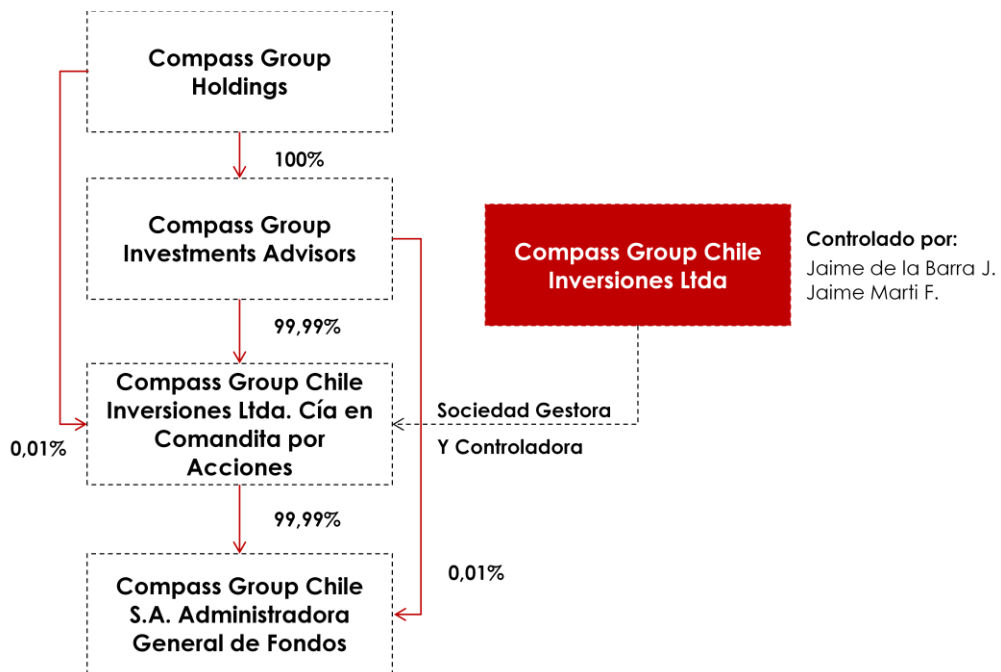 Compass Group
Holdings
100%
Compass Group
Investments Advisors
Compass Group Chile
Inversiones Ltda
Controlado por:
Jaime de la Barra J.
Jaime Marti F.
99,99%
Compass Group Chile
Inversiones Ltda. Cía en
Comandita por
Acciones
0,01%
Sociedad Gestora
Y Controladora
99,99%
0,01%
Compass Group Chile
S.A. Administradora
General de Fondos